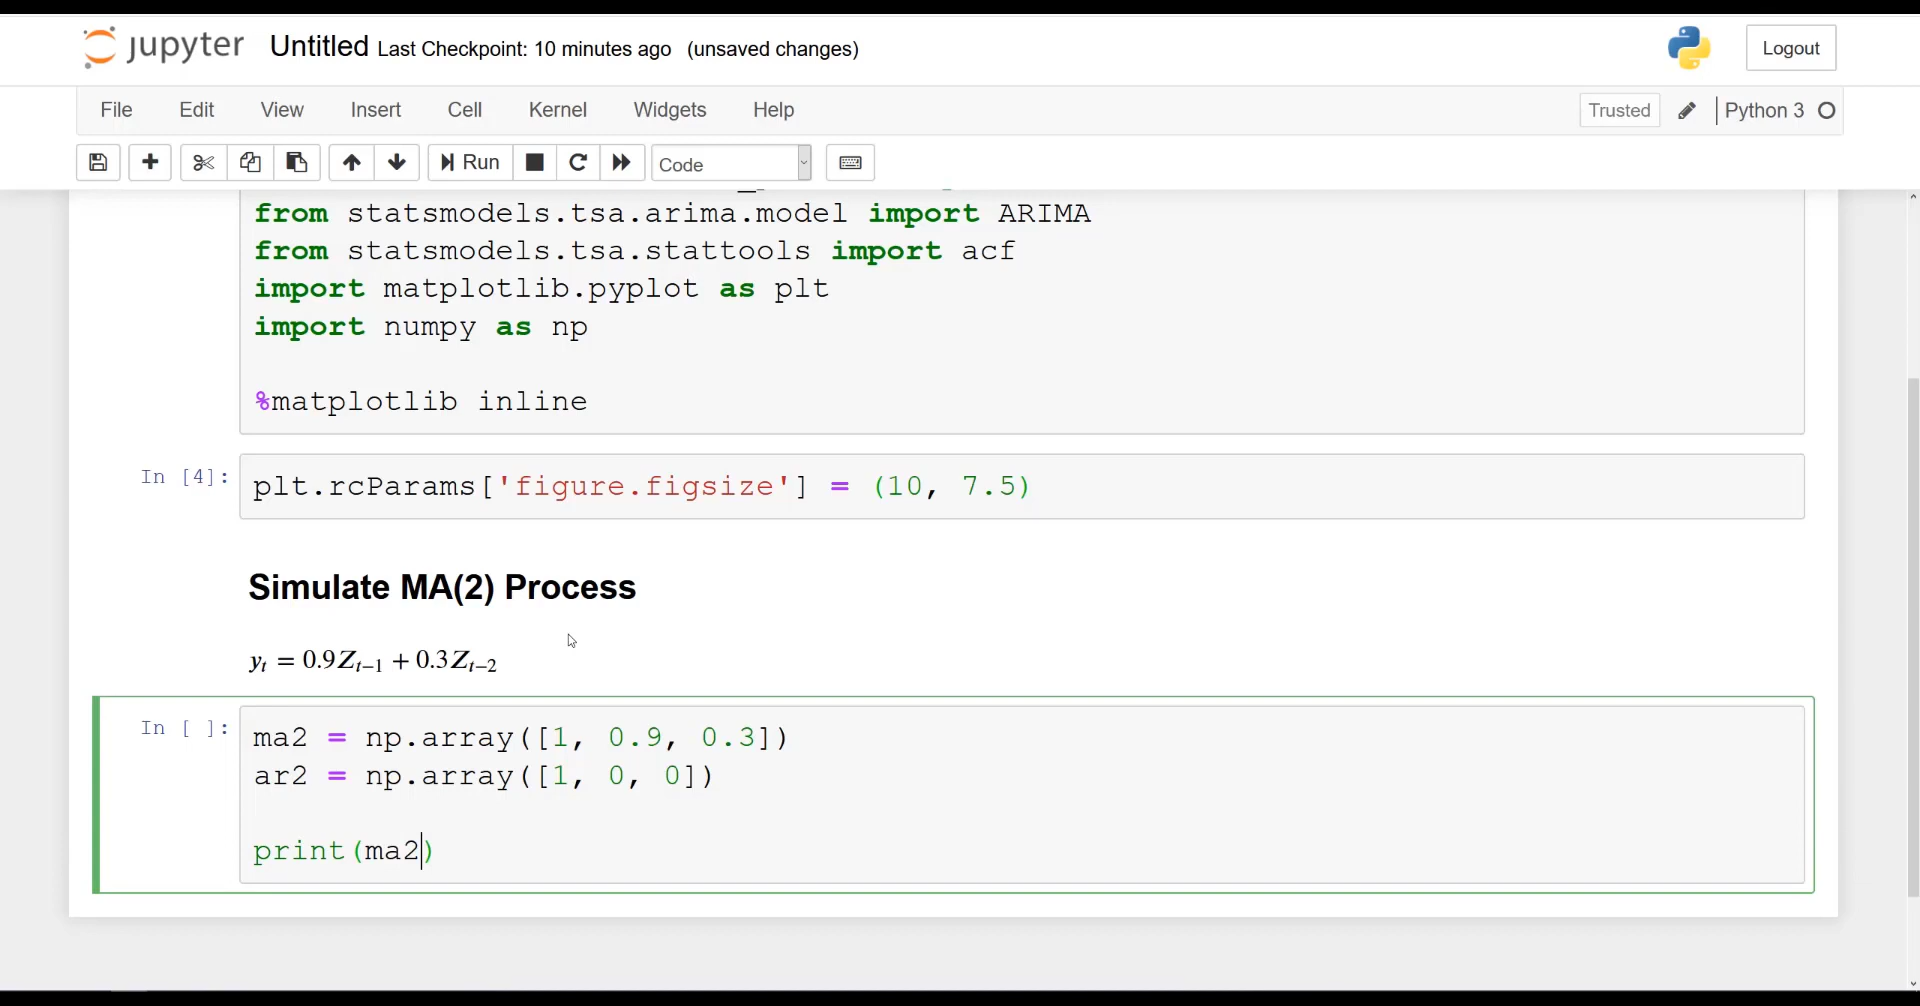 jupyter Untitled Last Checkpoint: 10 minutes ago (unsaved changes) Logout
File Edit View Insert Cell Kernel Widgets Help Trusted Python 3
Run Code
from statsmodels.tsa.arima.model import ARIMA
from statsmodels.tsa.stattools import acf
import matplotlib.pyplot as plt
import numpy as np
%matplotlib inline
In [4]: plt.rcParams['figure.figsize'] = (10, 7.5)
Simulate MA(2) Process
yₜ = 0.9Zₜ₋₁ + 0.3Zₜ₋₂
In [ ]: ma2 = np.array([1, 0.9, 0.3])
ar2 = np.array([1, 0, 0])
print(ma2)